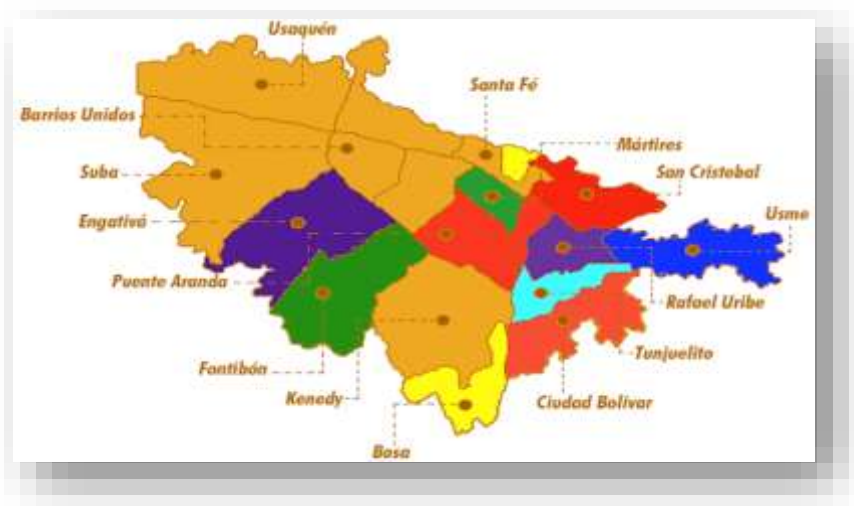 Usaquén
Santa Fé
Barrios Unidos
Mártires
San Cristobal
Suba
Usme
Engativá
Puente Aranda
Rafael Uribe
Tunjuelito
Fontibón
Kenedy
Ciudad Bolivar
Bosa